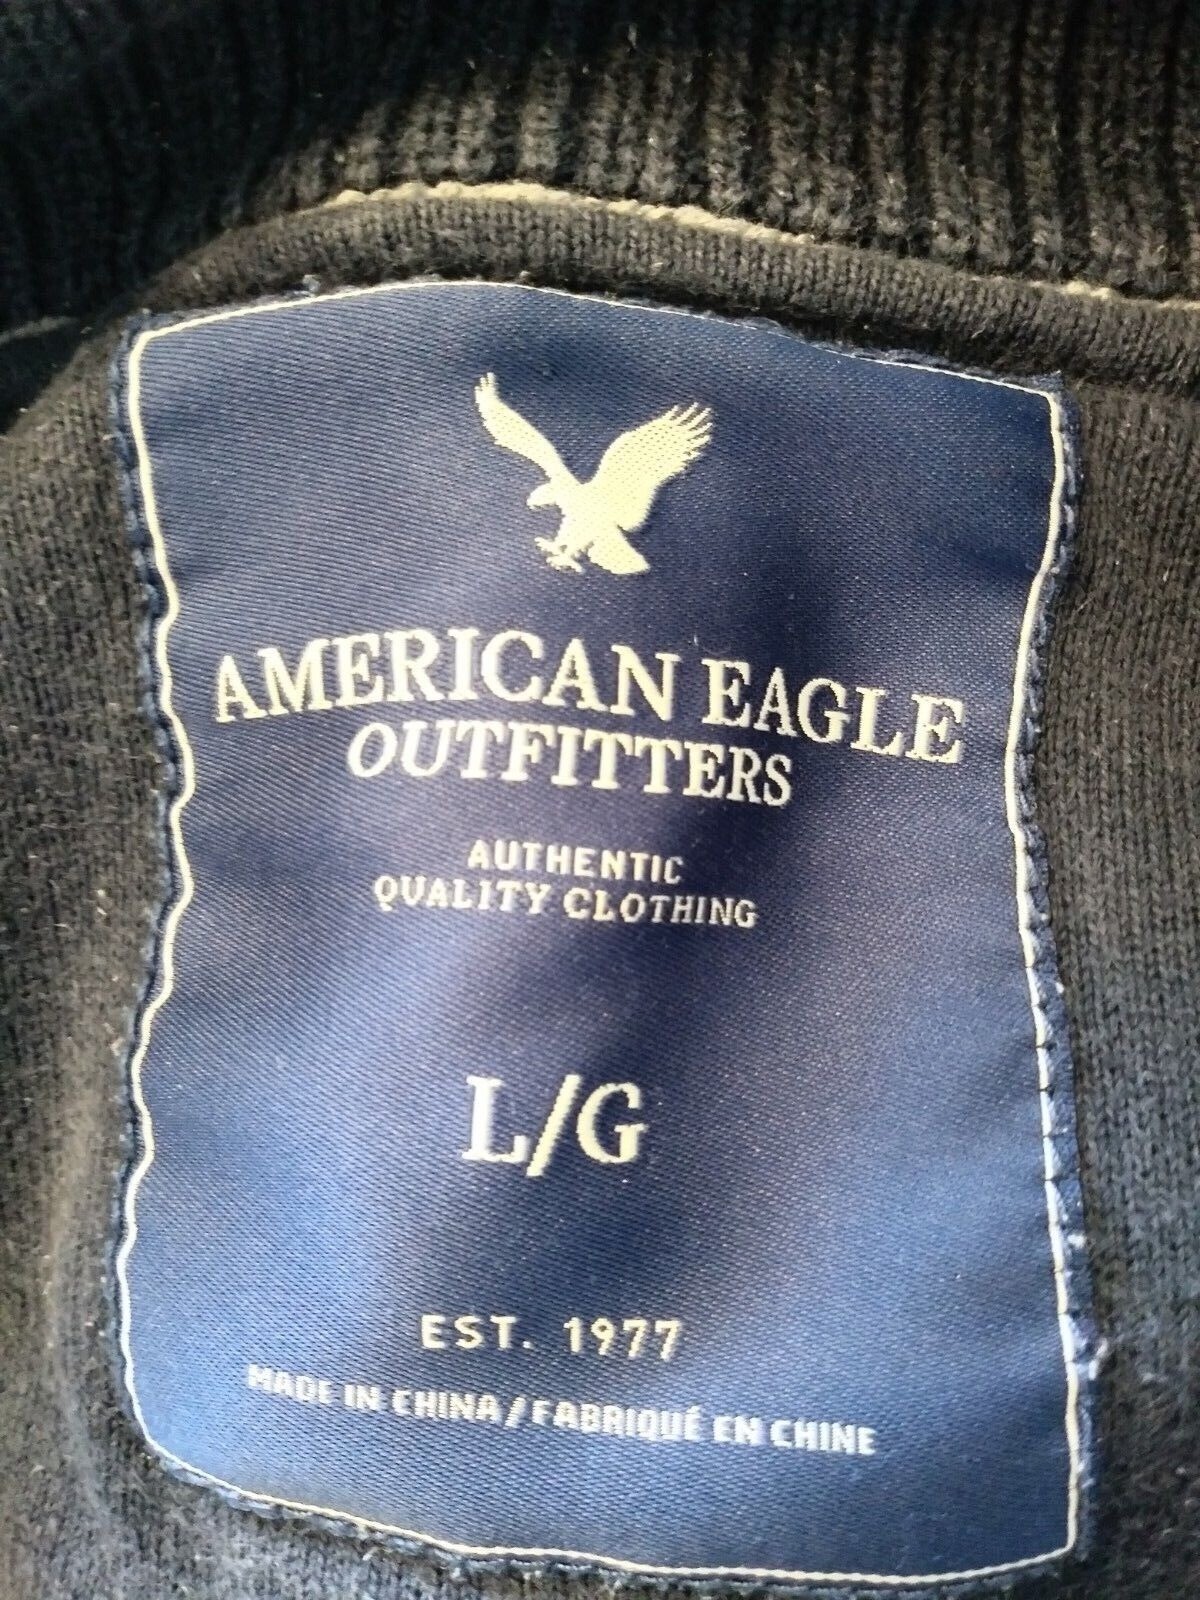 AMERICAN EAGLE
OUTFITTERS
AUTHENTIC
QUALITY CLOTHING
L/G
EST. 1977
MADE IN CHINA / FABRIQUÉ EN CHINE